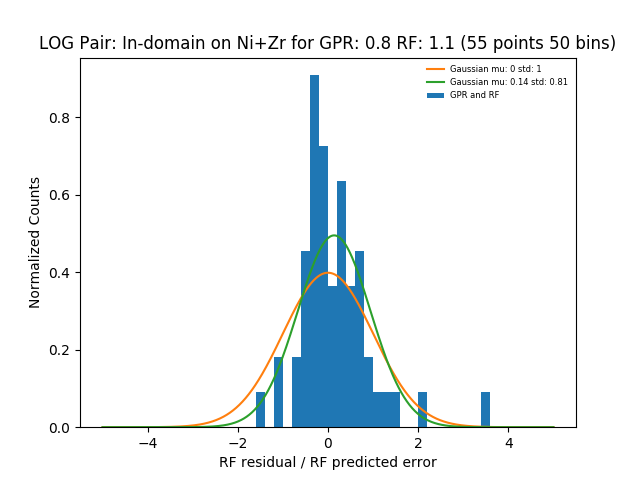 LOG Pair: In-domain on Ni+Zr for GPR: 0.8 RF: 1.1 (55 points 50 bins)
Gaussian mu: 0 std: 1
Gaussian mu: 0.14 std: 0.81
GPR and RF
Normalized Counts
0.8
0.6
0.4
0.2
0.0
−4
−2
0
2
4
RF residual / RF predicted error